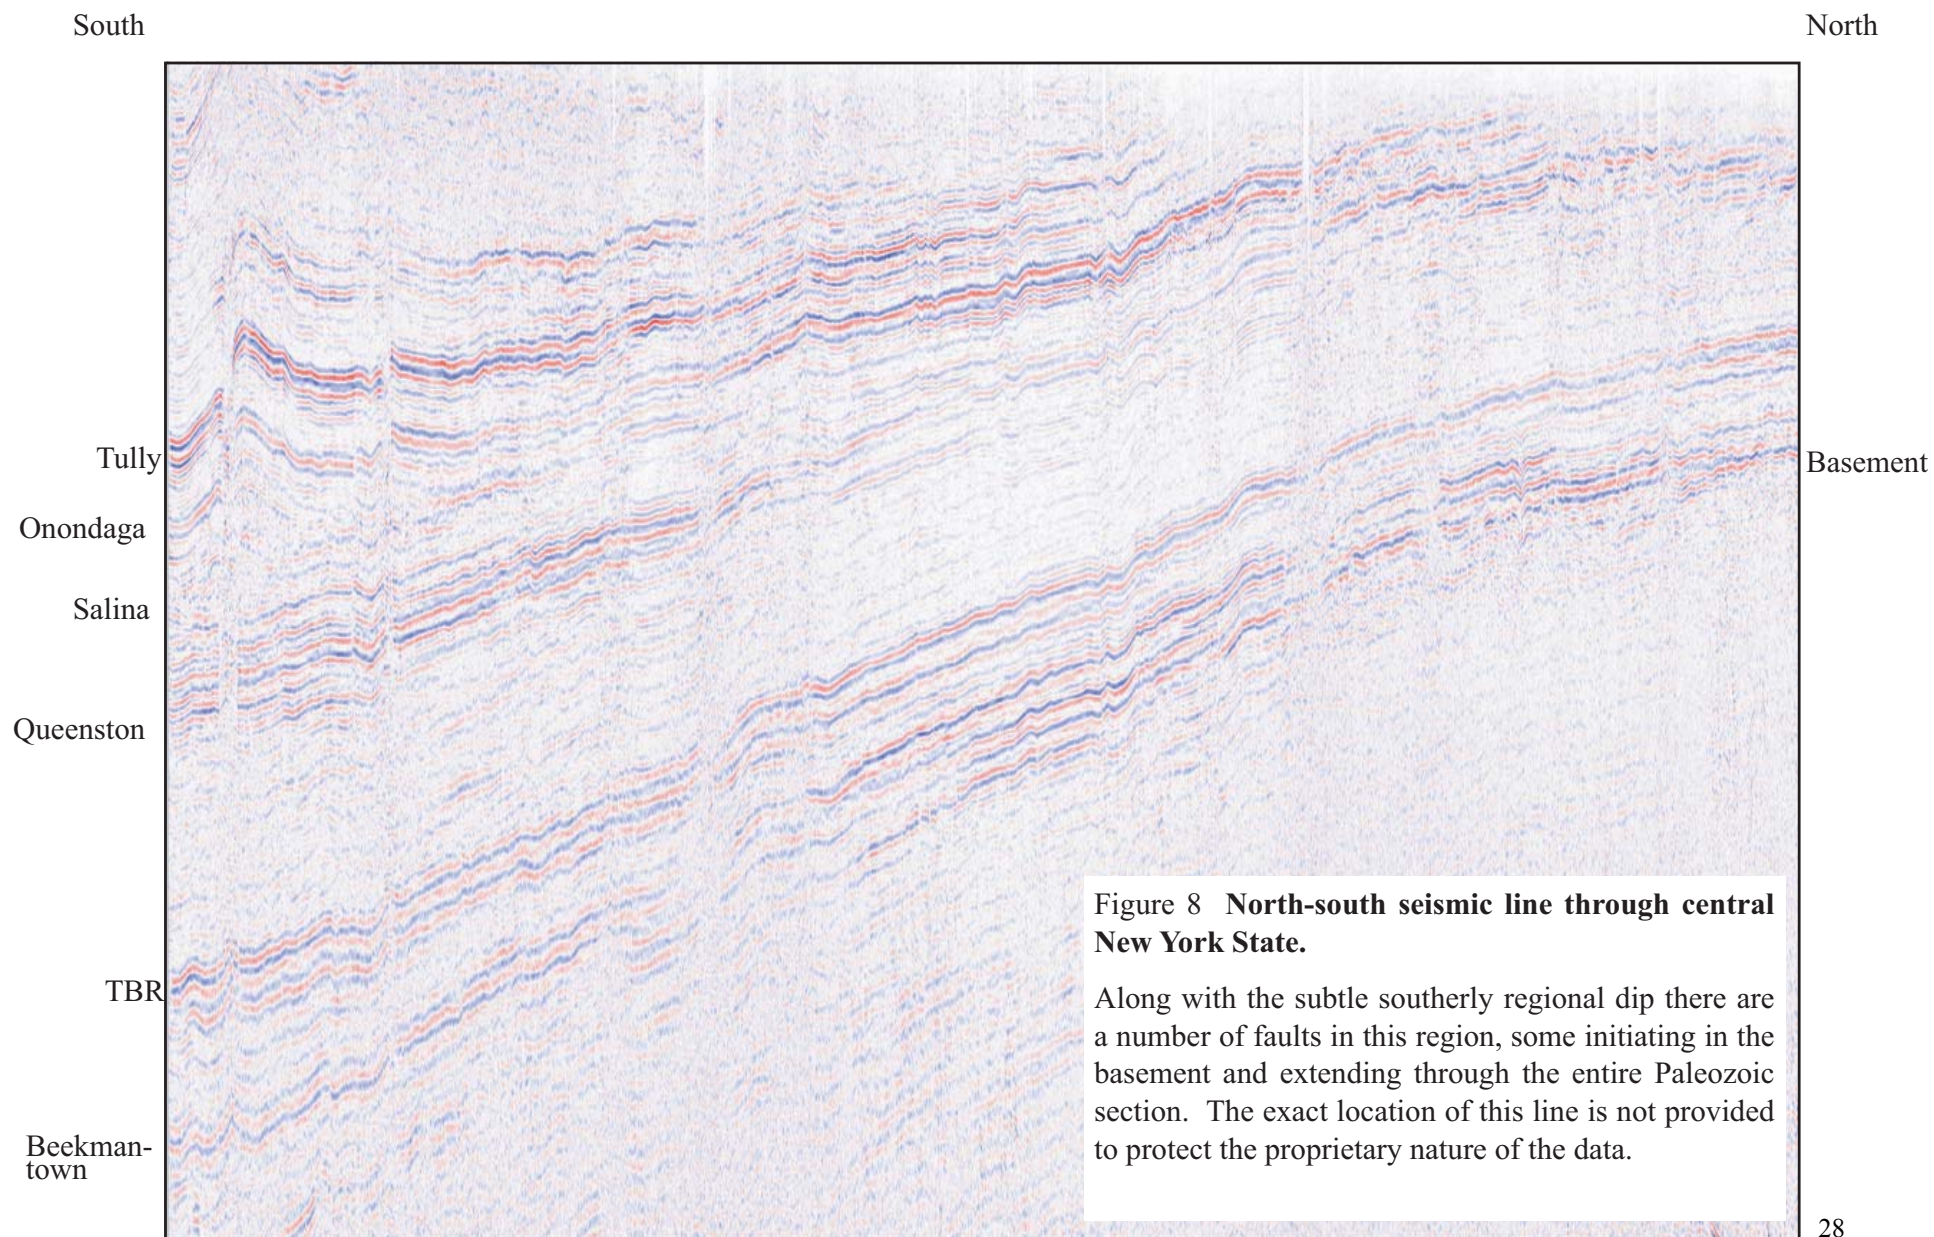 South
North
Tully
Basement
Onondaga
Salina
Queenston
TBR
Beekman-
town
Figure 8 North-south seismic line through central
New York State.
Along with the subtle southerly regional dip there are
a number of faults in this region, some initiating in the
basement and extending through the entire Paleozoic
section. The exact location of this line is not provided
to protect the proprietary nature of the data.
28